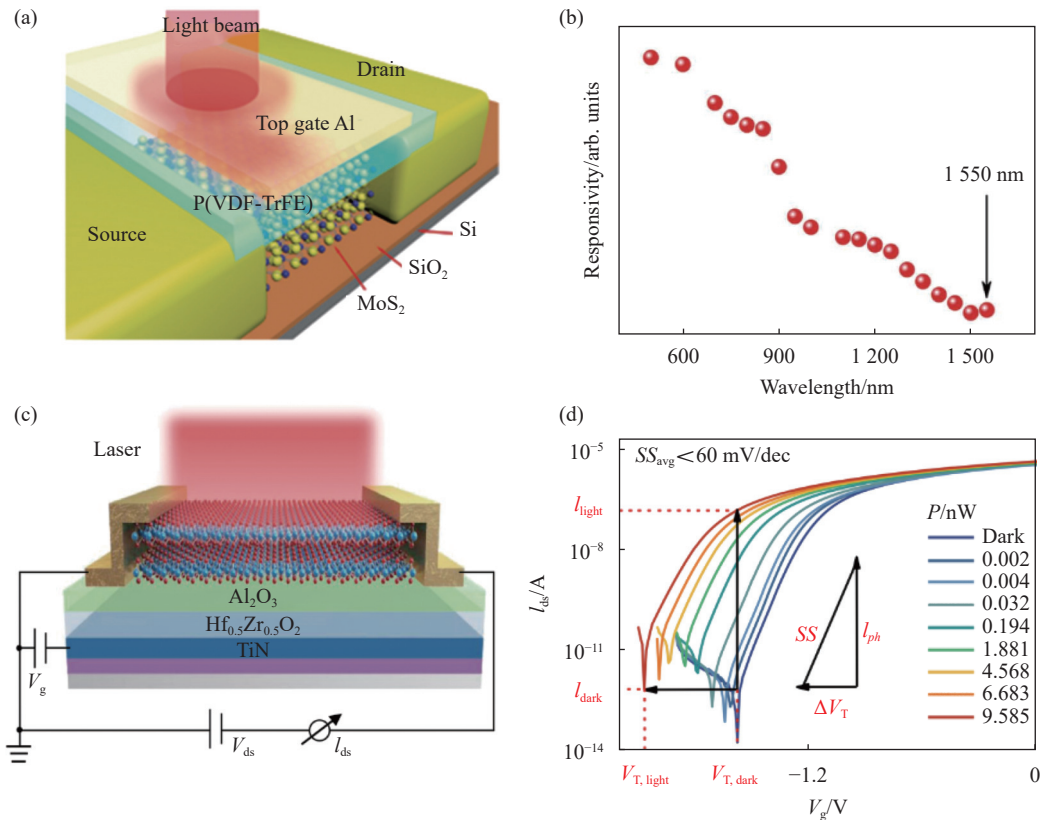 (a)
Light beam
Drain
Top gate Al
P(VDF-TrFE)
Source
Si
SiO2
MoS2
(b)
Responsivity/arb. units
1 550 nm
600
900
1 200
1 500
Wavelength/nm
(c)
Laser
Al2O3
Hf0.5Zr0.5O2
TiN
Vg
Vds
Ids
(d)
SSavg<60 mV/dec
10−5
10−8
10−11
10−14
Ids/A
Ilight
Idark
P/nW
Dark
0.002
0.004
0.032
0.194
1.881
4.568
6.683
9.585
SS
Iph
ΔVT
VT, light
VT, dark
−1.2
0
Vg/V